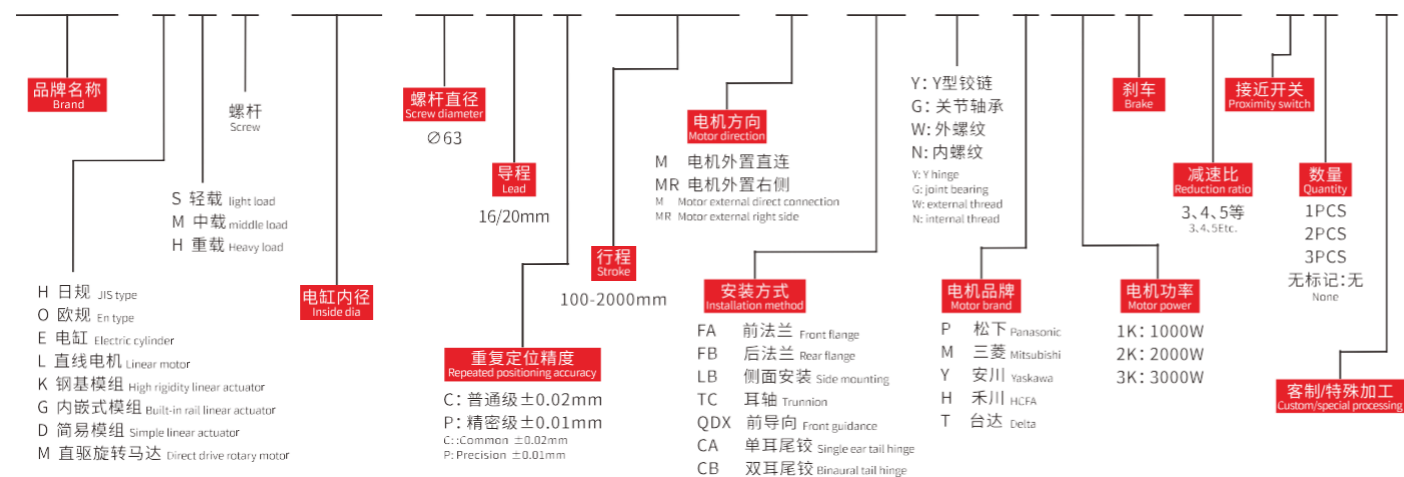 品牌名称
Brand
H 日规 JIS type
O 欧规 En type
E 电缸 Electric cylinder
L 直线电机 Linear motor
K 钢基模组 High rigidity linear actuator
G 内嵌式模组 Built-in rail linear actuator
D 简易模组 Simple linear actuator
M 直驱旋转马达 Direct drive rotary motor
S 轻载 light load
M 中载 middle load
H 重载 Heavy load
螺杆
Screw
电缸内径
Inside dia
螺杆直径
Screw diameter
∅63
导程
Lead
16/20mm
重复定位精度
Repeated positioning accuracy
C: 普通级±0.02mm
P: 精密级±0.01mm
C::Common ±0.02mm
P: Precision ±0.01mm
行程
Stroke
100-2000mm
电机方向
Motor direction
M 电机外置直连
MR 电机外置右侧
M Motor external direct connection
MR Motor external right side
安装方式
Installation method
FA 前法兰 Front flange
FB 后法兰 Rear flange
LB 侧面安装 Side mounting
TC 耳轴 Trunnion
QDX 前导向 Front guidance
CA 单耳尾铰 Single ear tail hinge
CB 双耳尾铰 Binaural tail hinge
Y: Y型铰链
G: 关节轴承
W: 外螺纹
N: 内螺纹
Y: Y hinge
G: joint bearing
W: external thread
N: internal thread
电机品牌
Motor brand
P 松下 Panasonic
M 三菱 Mitsubishi
Y 安川 Yaskawa
H 禾川 HCFA
T 台达 Delta
电机功率
Motor power
1K: 1000W
2K: 2000W
3K: 3000W
刹车
Brake
减速比
Reduction ratio
3、4、5等
3、4、5Etc.
接近开关
Proximity switch
数量
Quantity
1PCS
2PCS
3PCS
无标记:无
None
客制/特殊加工
Custom/special processing